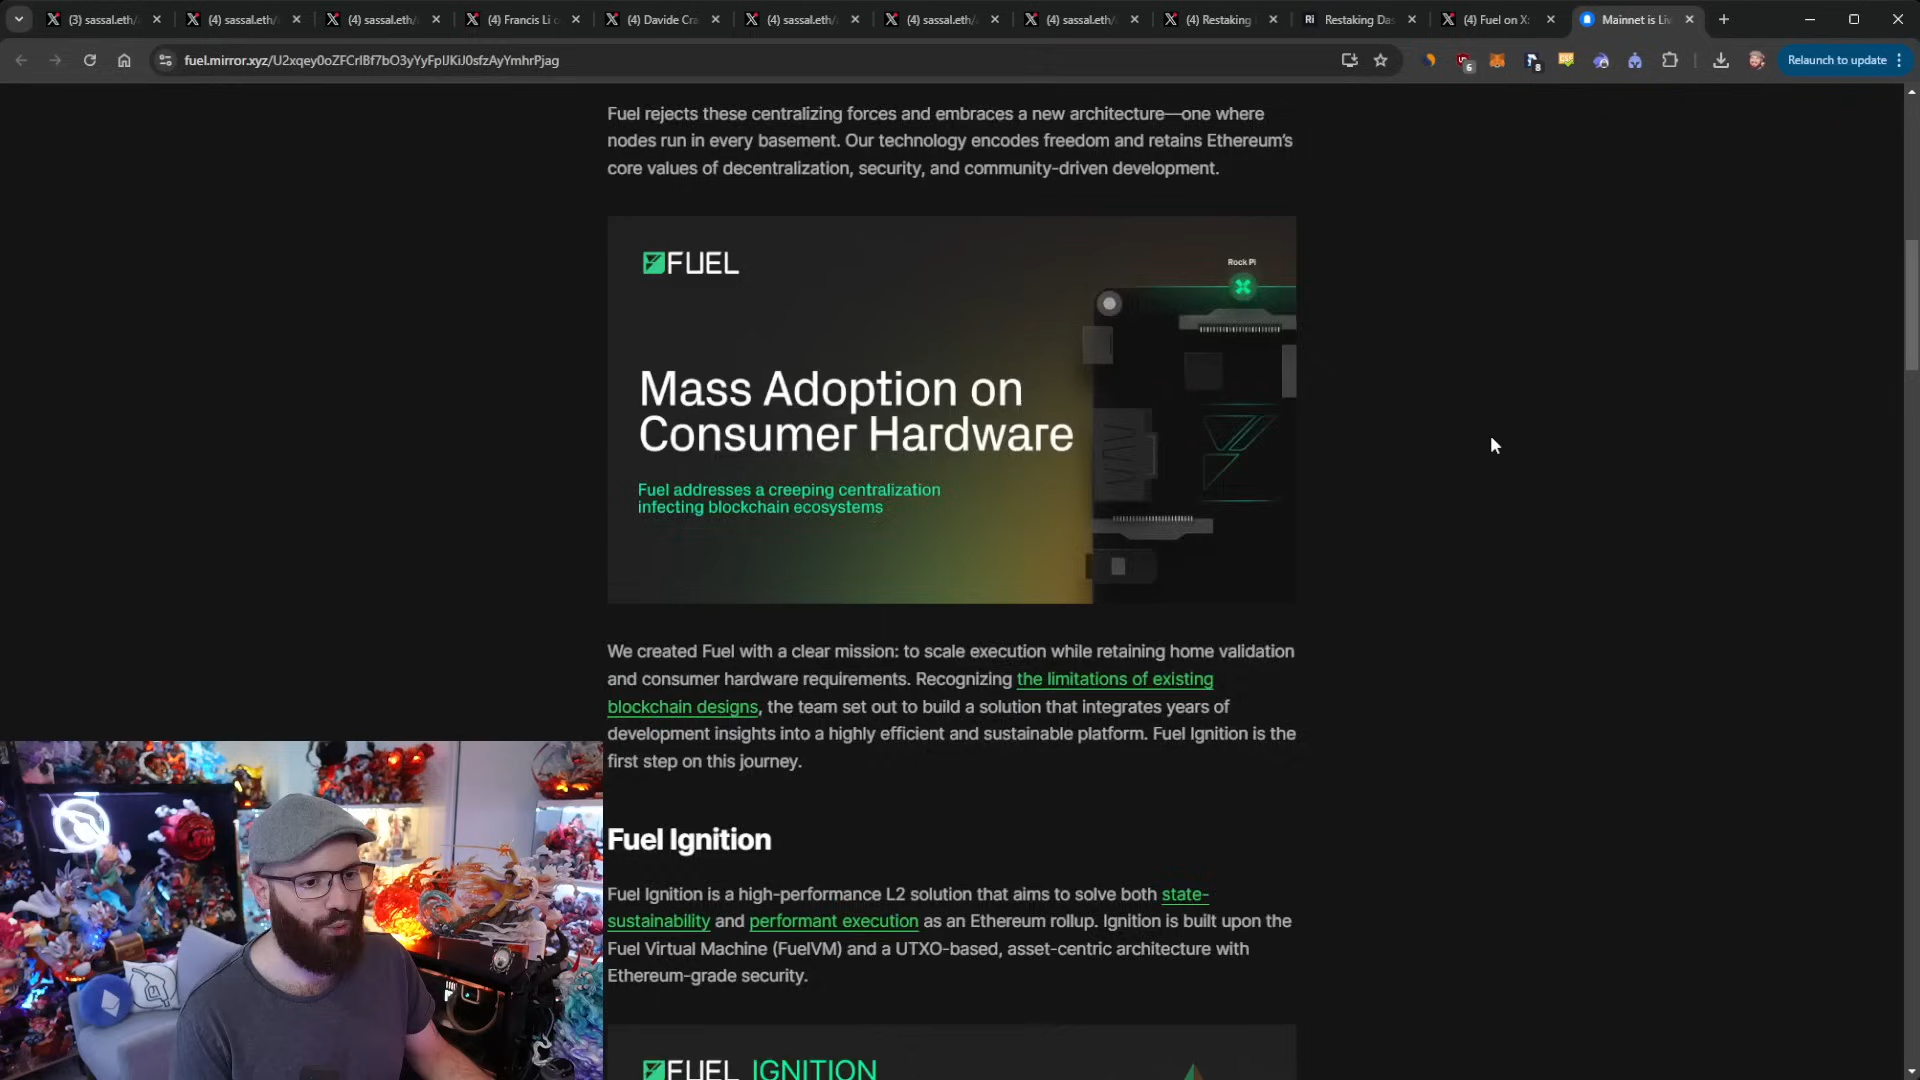 (3) sassal.eth/
(4) sassal.eth/
(4) sassal.eth/
(4) Francis Li
(4) Davide Cra
(4) sassal.eth/
(4) sassal.eth/
(4) sassal.eth/
(4) Restaking
Restaking Das
(4) Fuel on X:
Mainnet is Liv
fuel.mirror.xyz/U2xqey0oZFCrIBf7bO3yYyFpIJKiJ0sfzAyYmhrPjag
6
8
Relaunch to update
Fuel rejects these centralizing forces and embraces a new architecture—one where
nodes run in every basement. Our technology encodes freedom and retains Ethereum's
core values of decentralization, security, and community-driven development.
FUEL
Rock Pi
Mass Adoption on
Consumer Hardware
Fuel addresses a creeping centralization
infecting blockchain ecosystems
We created Fuel with a clear mission: to scale execution while retaining home validation
and consumer hardware requirements. Recognizing the limitations of existing
blockchain designs, the team set out to build a solution that integrates years of
development insights into a highly efficient and sustainable platform. Fuel Ignition is the
first step on this journey.
Fuel Ignition
Fuel Ignition is a high-performance L2 solution that aims to solve both state-
sustainability and performant execution as an Ethereum rollup. Ignition is built upon the
Fuel Virtual Machine (FuelVM) and a UTXO-based, asset-centric architecture with
Ethereum-grade security.
FUEL IGNITION